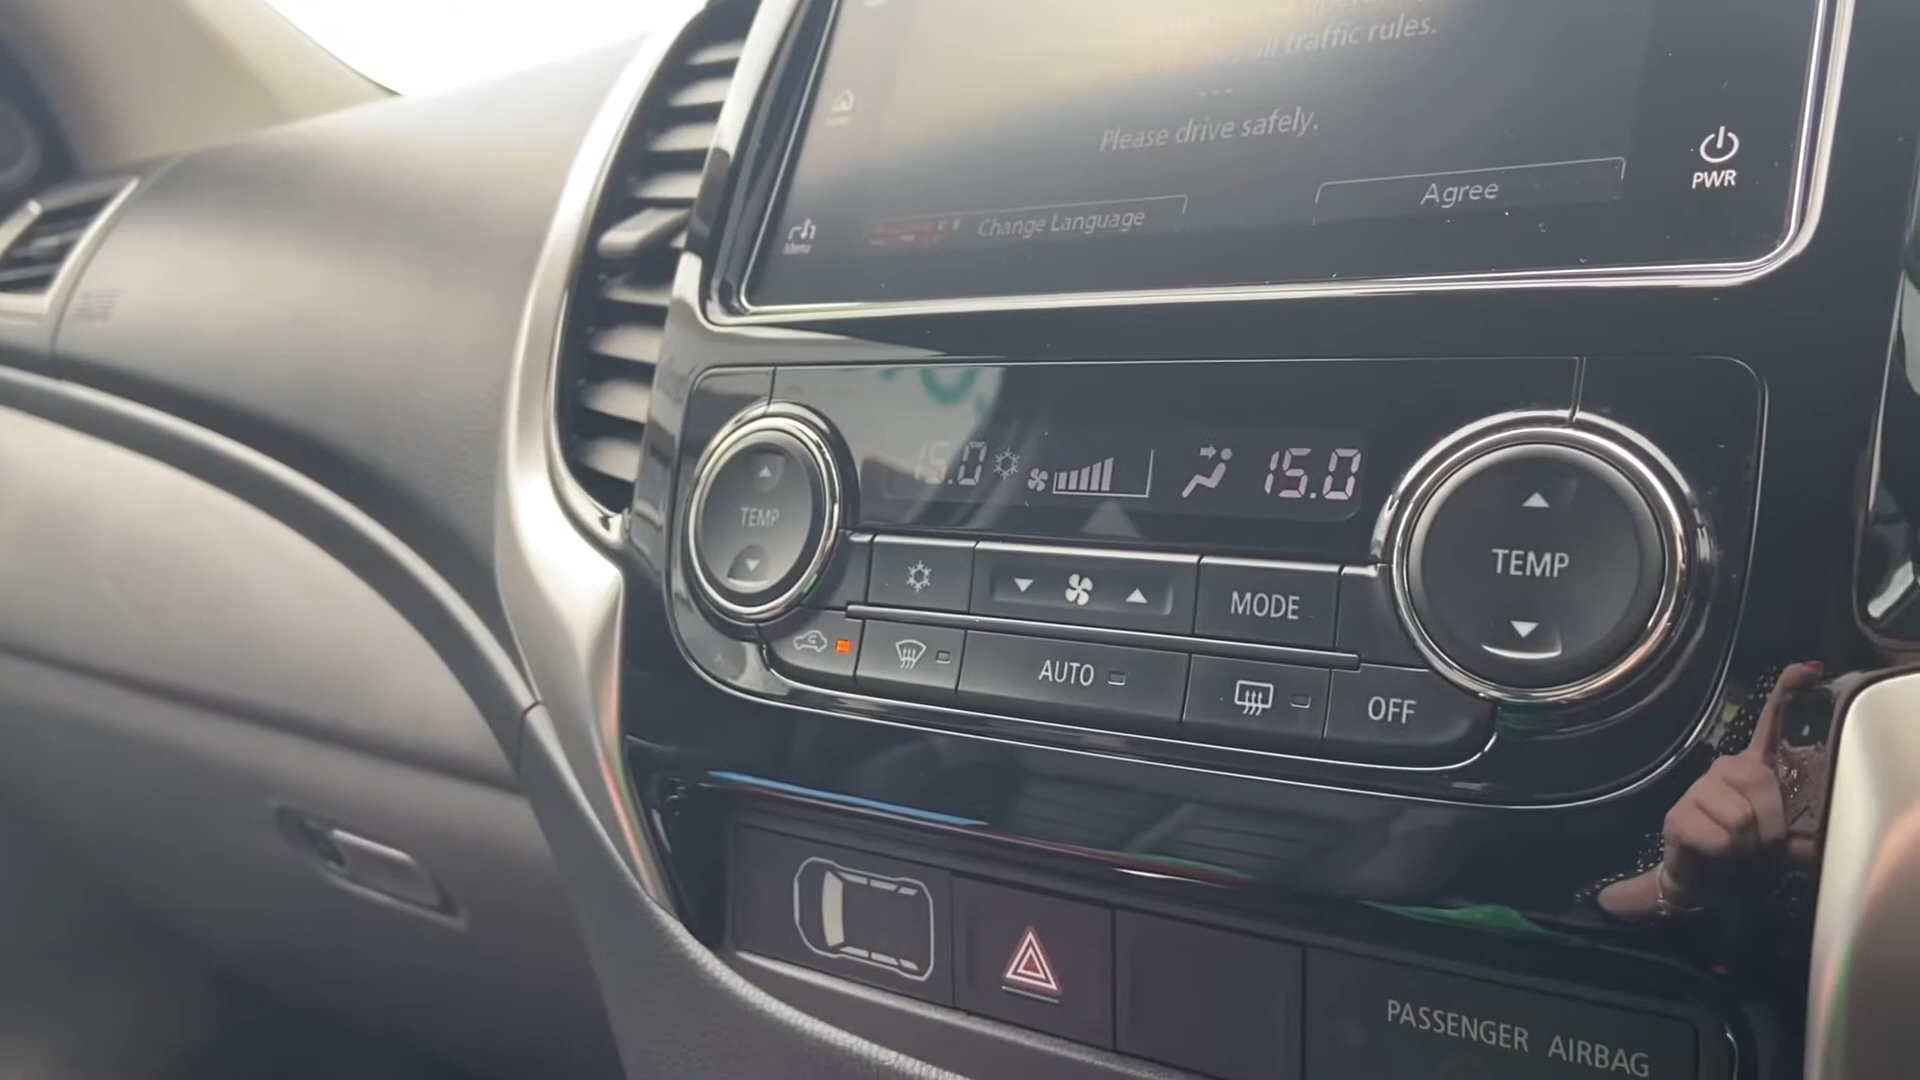 all traffic rules.
Please drive safely.
Change Language
Agree
PWR
Menu
15.0
15.0
TEMP
TEMP
MODE
AUTO
OFF
PASSENGER AIRBAG